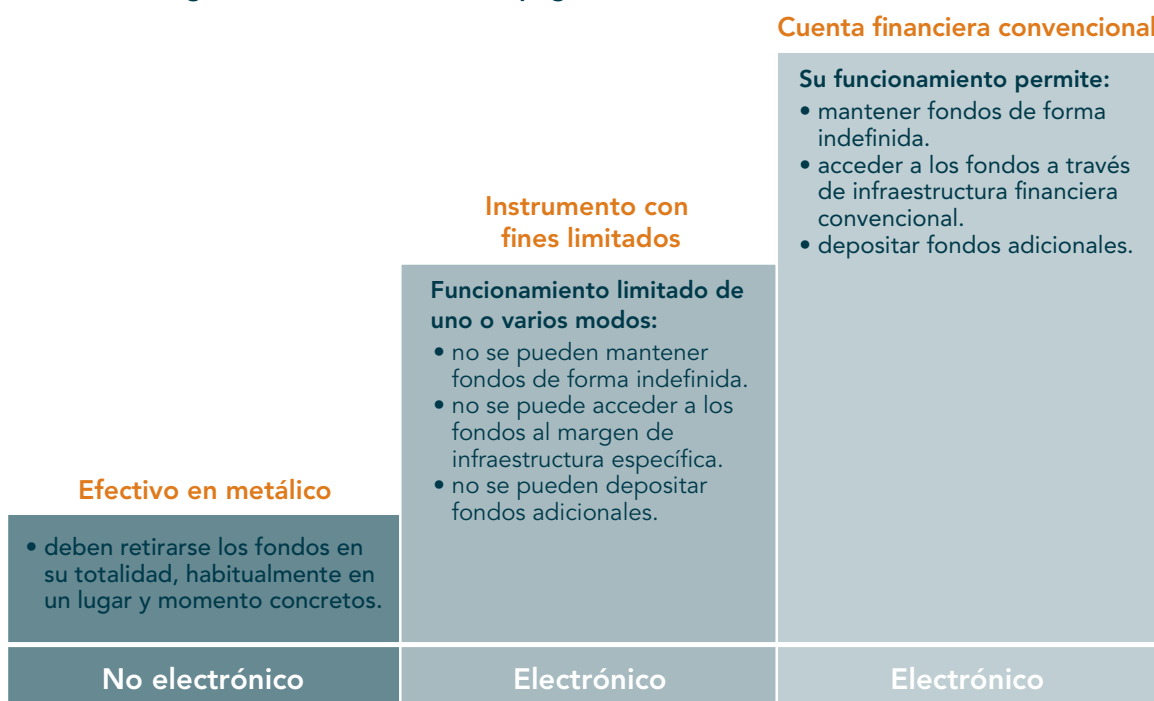 Cuenta financiera convencional
Su funcionamiento permite:
• mantener fondos de forma
indefinida.
• acceder a los fondos a través
de infraestructura financiera
convencional.
• depositar fondos adicionales.
Instrumento con
fines limitados
Funcionamiento limitado de
uno o varios modos:
• no se pueden mantener
fondos de forma indefinida.
• no se puede acceder a los
fondos al margen de
infraestructura específica.
• no se pueden depositar
fondos adicionales.
Efectivo en metálico
• deben retirarse los fondos en
su totalidad, habitualmente en
un lugar y momento concretos.
No electrónico
Electrónico
Electrónico